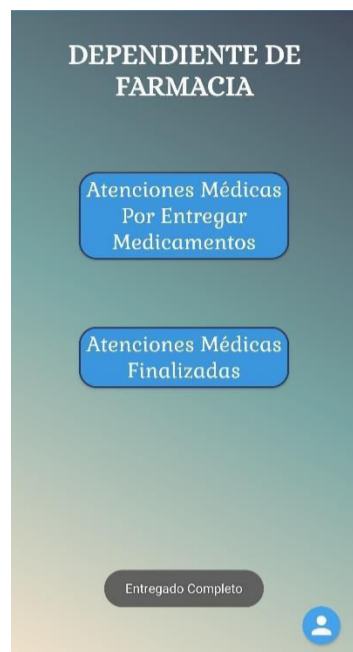 DEPENDIENTE DE
FARMACIA
Atenciones Médicas
Por Entregar
Medicamentos
Atenciones Médicas
Finalizadas
Entregado Completo